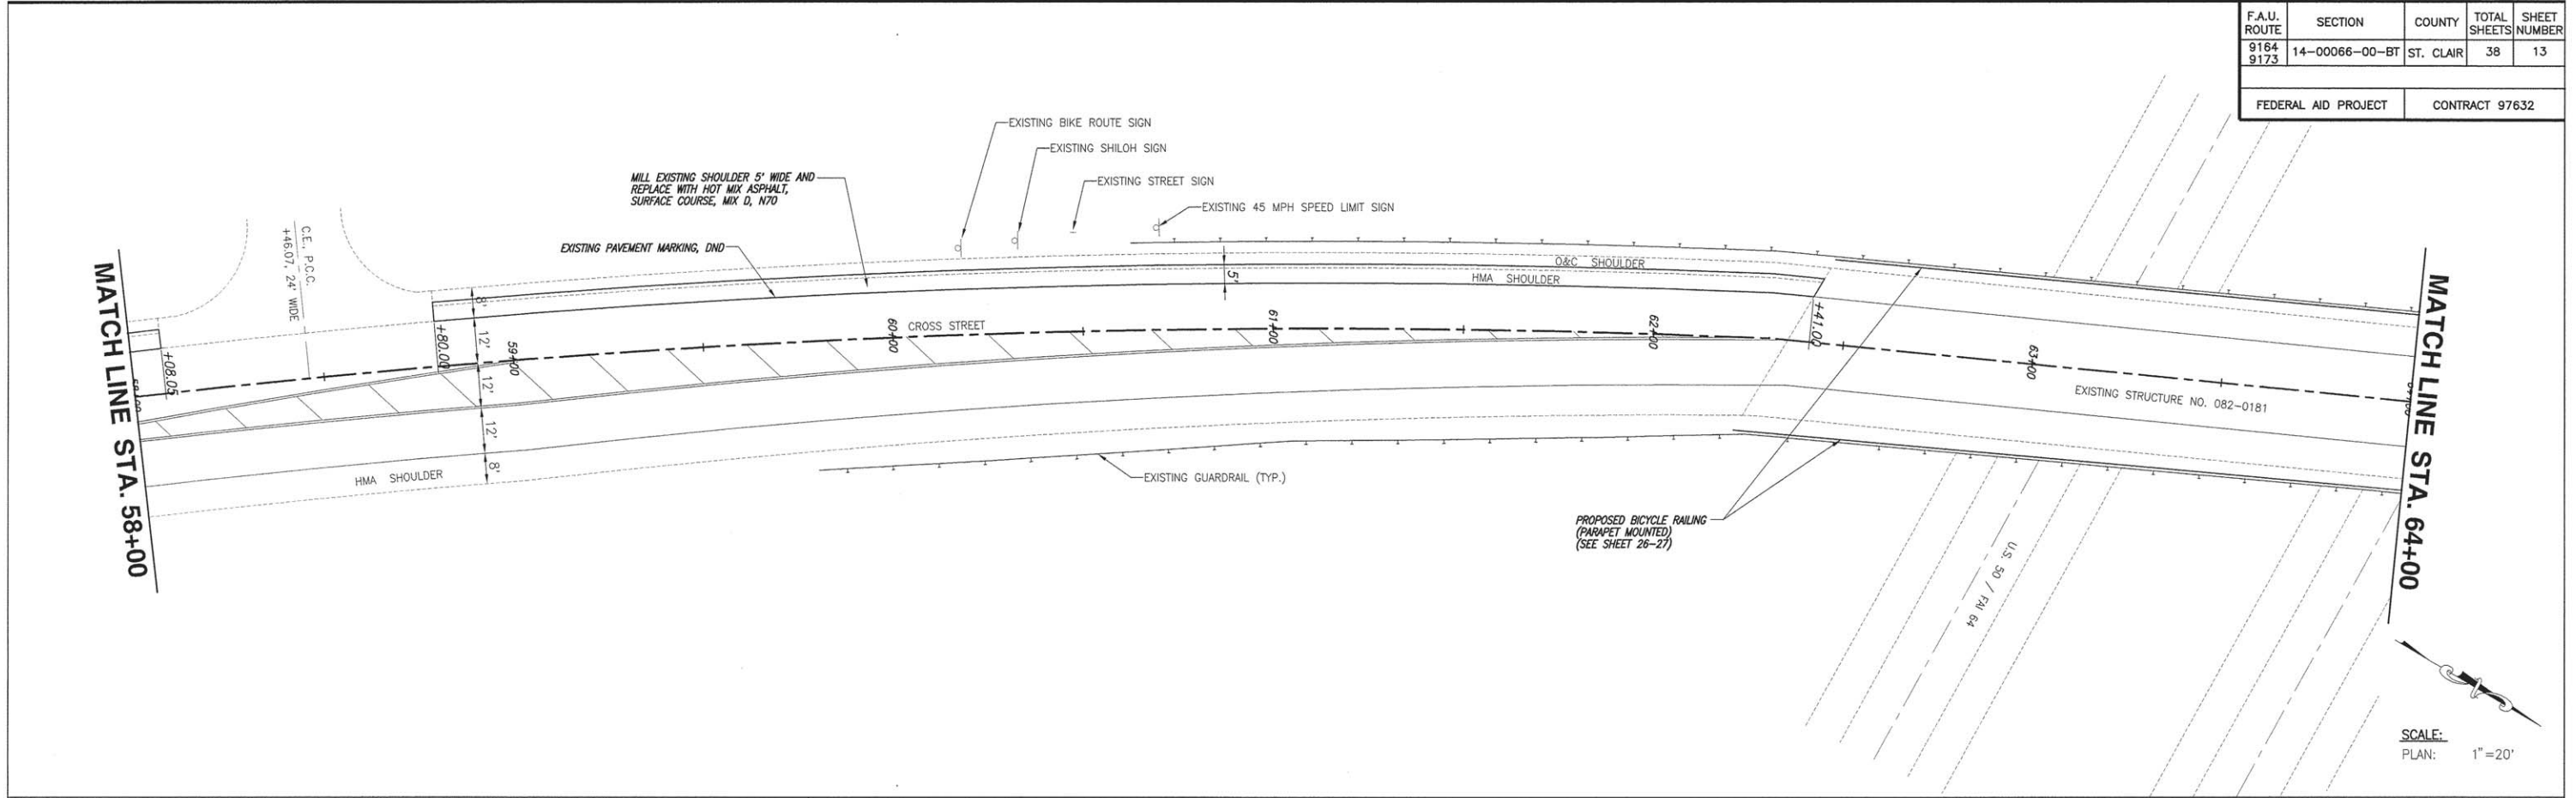 F.A.U. ROUTE
SECTION
COUNTY
TOTAL SHEETS
SHEET NUMBER
9164
9173
14-00066-00-BT
ST. CLAIR
38
13
FEDERAL AID PROJECT
CONTRACT 97632
EXISTING BIKE ROUTE SIGN
EXISTING SHILOH SIGN
EXISTING STREET SIGN
EXISTING 45 MPH SPEED LIMIT SIGN
MILL EXISTING SHOULDER 5' WIDE AND
REPLACE WITH HOT MIX ASPHALT,
SURFACE COURSE, MIX D, N70
EXISTING PAVEMENT MARKING, DND
C.E., P.C.C.
+46.07, 24' WIDE
MATCH LINE STA. 58+00
+08.05
+80.00
8'
12'
12'
12'
8'
59+00
60+00
CROSS STREET
5'
61+00
O&C SHOULDER
HMA SHOULDER
62+00
+41.00
63+00
EXISTING STRUCTURE NO. 082-0181
MATCH LINE STA. 64+00
HMA SHOULDER
EXISTING GUARDRAIL (TYP.)
PROPOSED BICYCLE RAILING
(PARAPET MOUNTED)
(SEE SHEET 26-27)
U.S. 50 / FAI 64
SCALE:
PLAN: 1"=20'